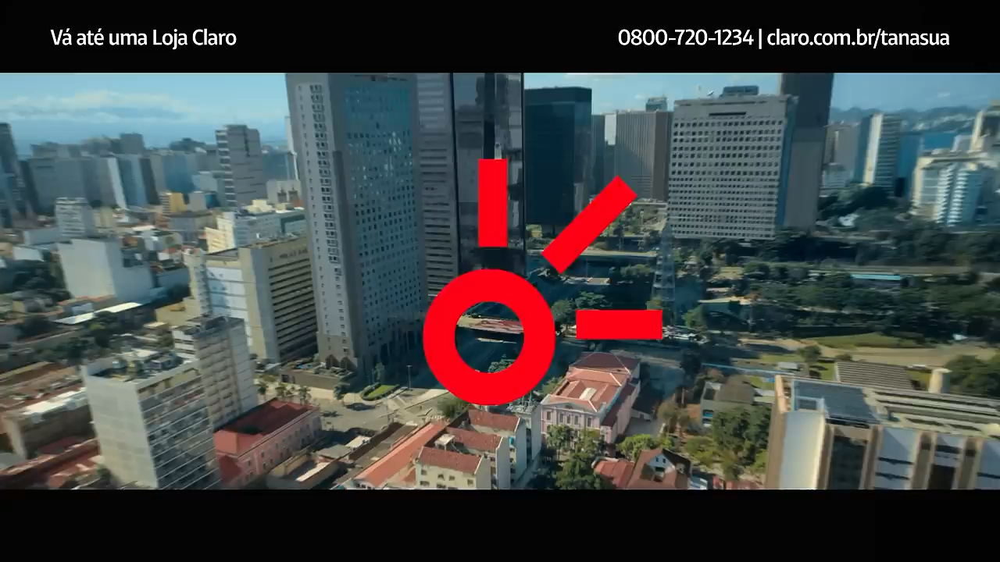 Vá até uma Loja Claro
0800-720-1234 | claro.com.br/tanasua